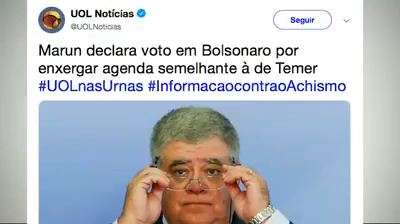 UOL Notícias
@UOLNoticias
Seguir
Marun declara voto em Bolsonaro por
enxergar agenda semelhante à de Temer
#UOLnasUrnas #InformacaocontraoAchismo